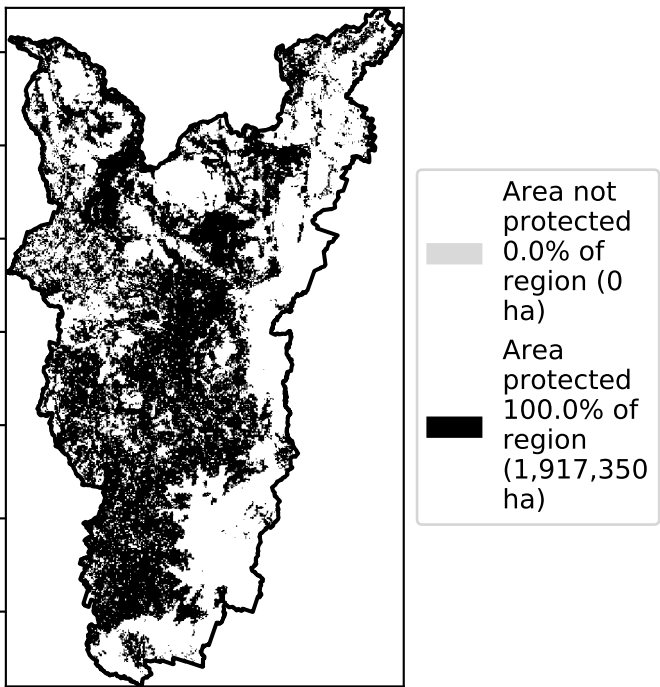 Area not
protected
0.0% of
region (0
ha)
Area
protected
100.0% of
region
(1,917,350
ha)